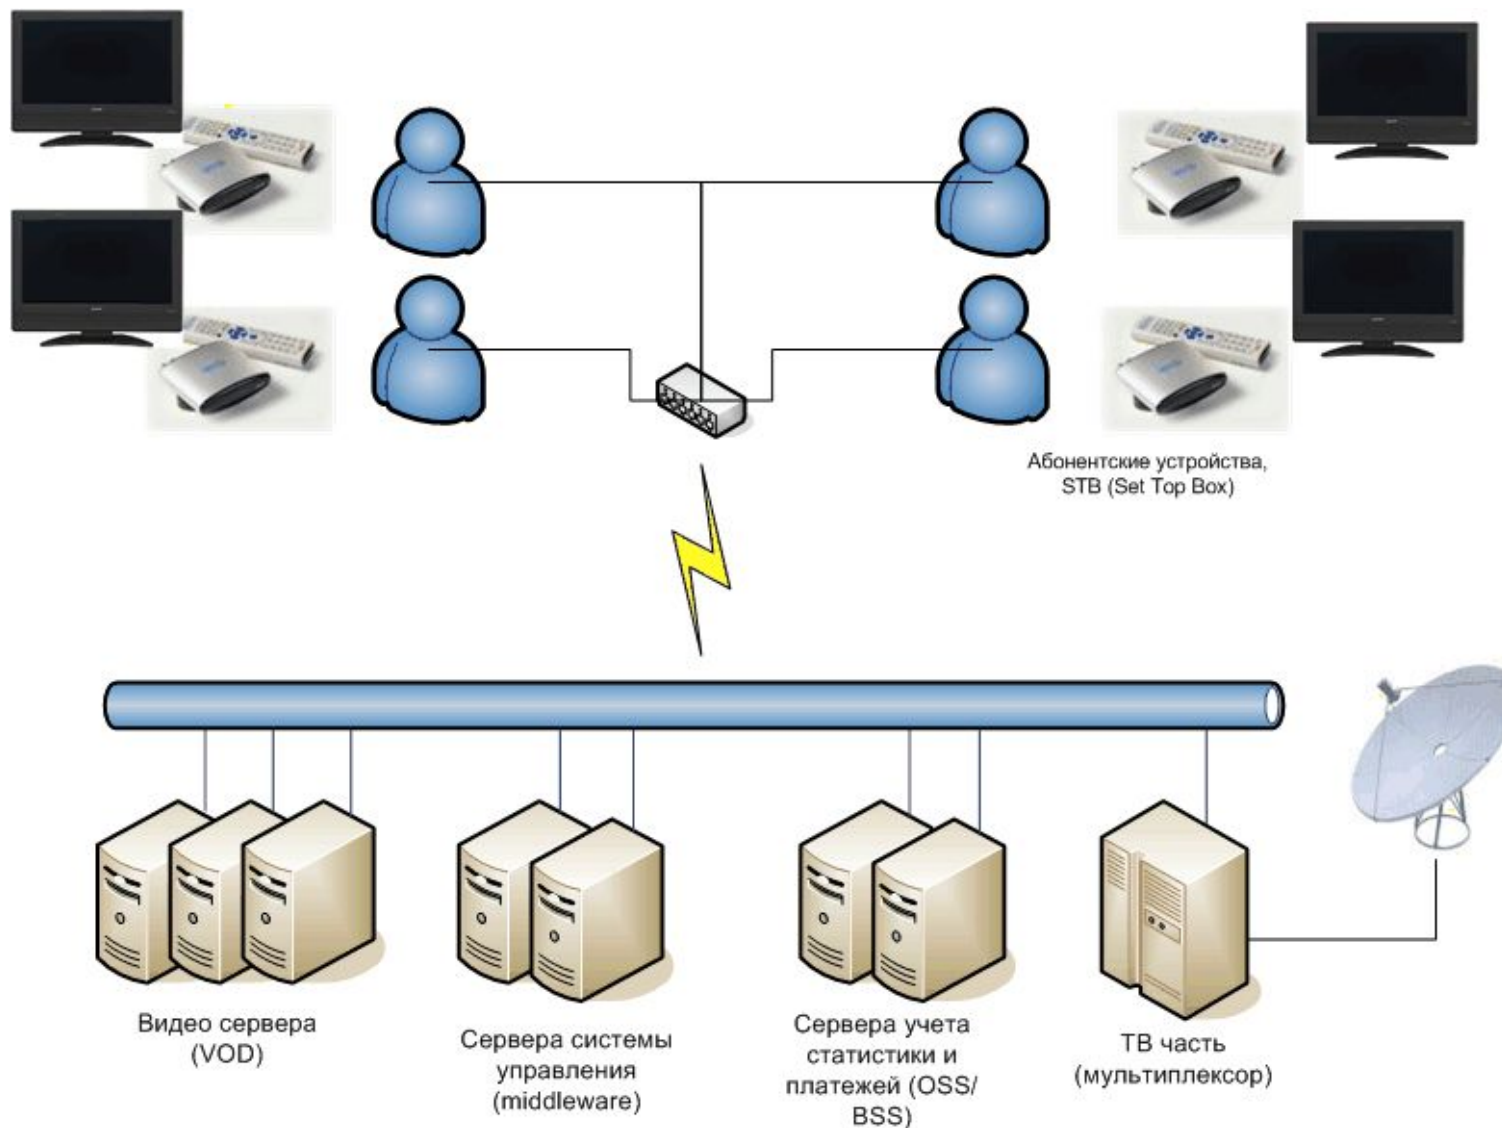 Абонентские устройства,
STB (Set Top Box)
Видео сервера
(VOD)
Сервера системы
управления
(middleware)
Сервера учета
статистики и
платежей (OSS/
BSS)
ТВ часть
(мультиплексор)